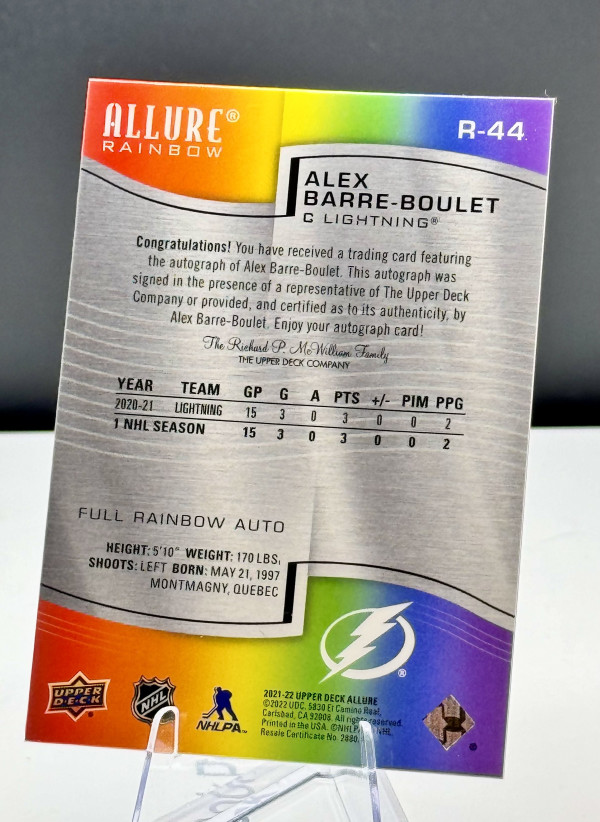 ALLURE®
RAINBOW
R-44
ALEX
BARRE-BOULET
C LIGHTNING®
Congratulations! You have received a trading card featuring
the autograph of Alex Barre-Boulet. This autograph was
signed in the presence of a representative of The Upper Deck
Company or provided, and certified as to its authenticity, by
Alex Barre-Boulet. Enjoy your autograph card!
The Richard P. McWilliam Family
THE UPPER DECK COMPANY
YEAR TEAM GP G A PTS +/- PIM PPG
2020-21 LIGHTNING 15 3 0 3 0 0 2
1 NHL SEASON 15 3 0 3 0 0 2
FULL RAINBOW AUTO
HEIGHT: 5'10" WEIGHT: 170 LBS.
SHOOTS: LEFT BORN: MAY 21, 1997
MONTMAGNY, QUEBEC
UPPER
DECK
NHL
NHLPA
2021-22 UPPER DECK ALLURE
©2022 UDC. 5830 El Camino Real,
Carlsbad, CA 92008. All rights reserved.
Printed in the USA. ©NHLPA NHL
Resale Certificate No. 2880.